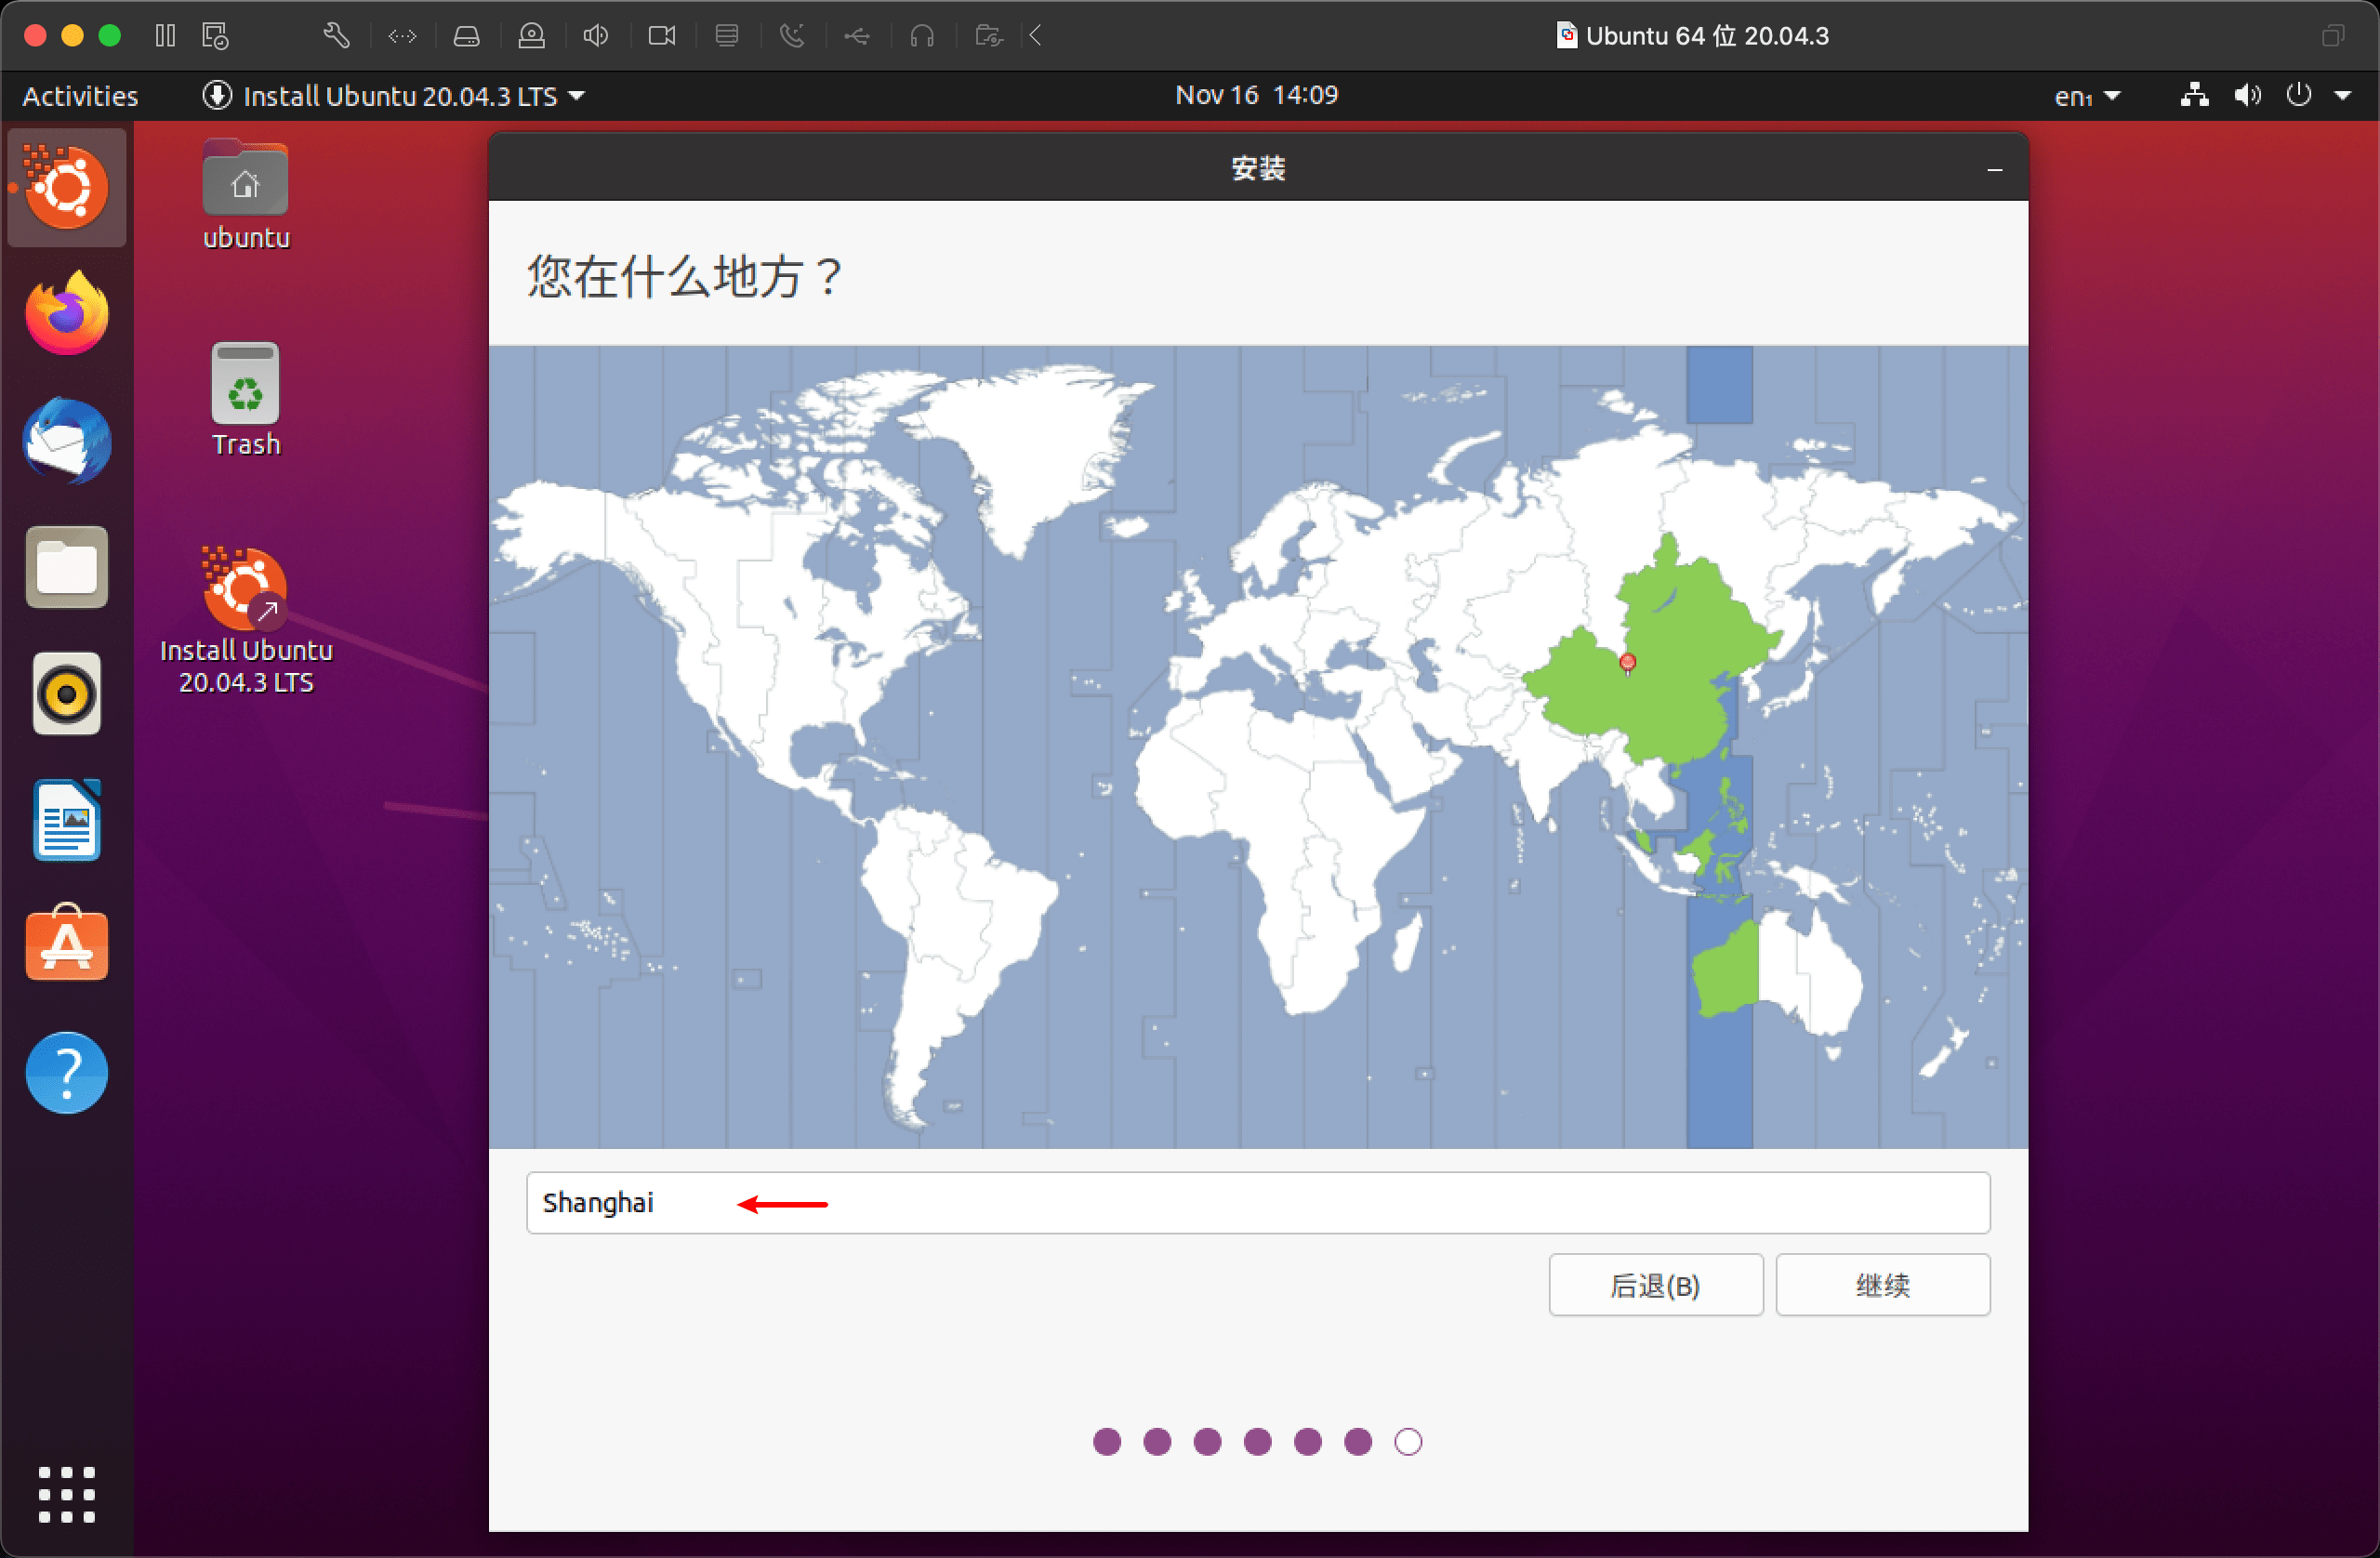 Ubuntu 64 位 20.04.3
Activities
Install Ubuntu 20.04.3 LTS
Nov 16 14:09
en₁
ubuntu
Trash
Install Ubuntu
20.04.3 LTS
安装
您在什么地方？
Shanghai
后退(B)
继续